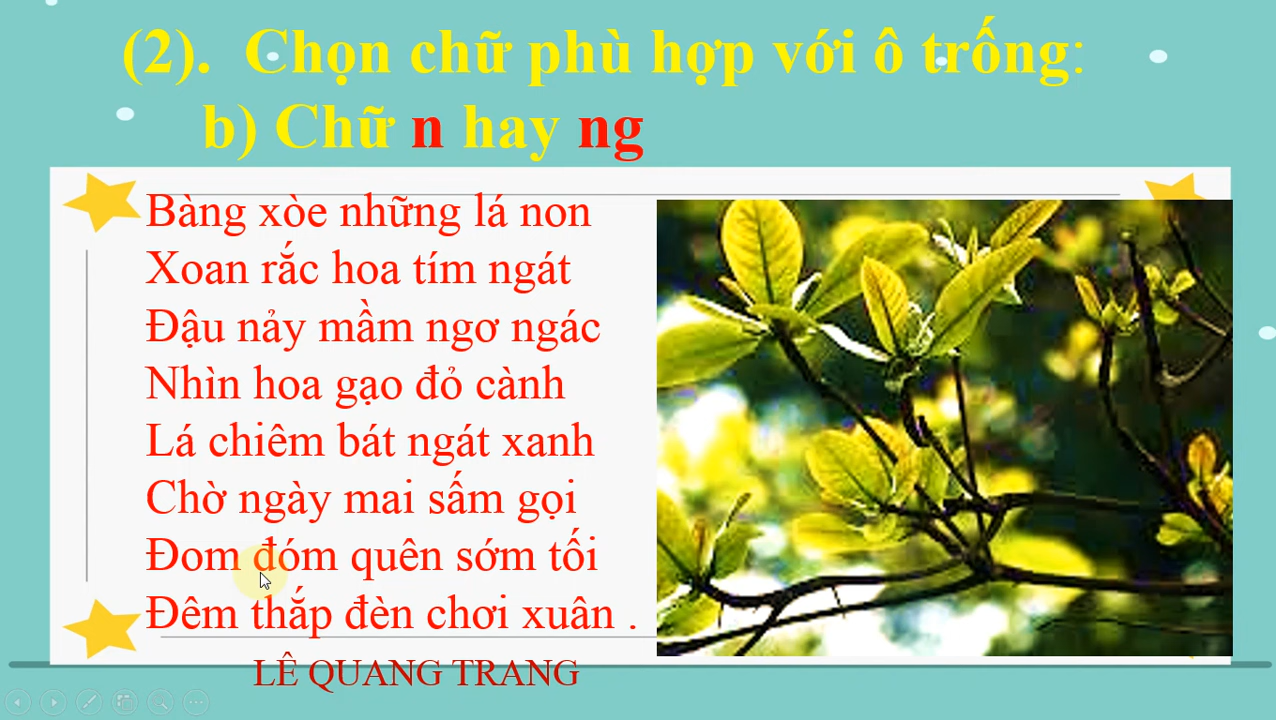 (2). Chọn chữ phù hợp với ô trống:
b) Chữ n hay ng
Bàng xòe những lá non
Xoan rắc hoa tím ngát
Đậu nảy mầm ngơ ngác
Nhìn hoa gạo đỏ cành
Lá chiêm bát ngát xanh
Chờ ngày mai sấm gọi
Đom đóm quên sớm tối
Đêm thắp đèn chơi xuân .
LÊ QUANG TRANG